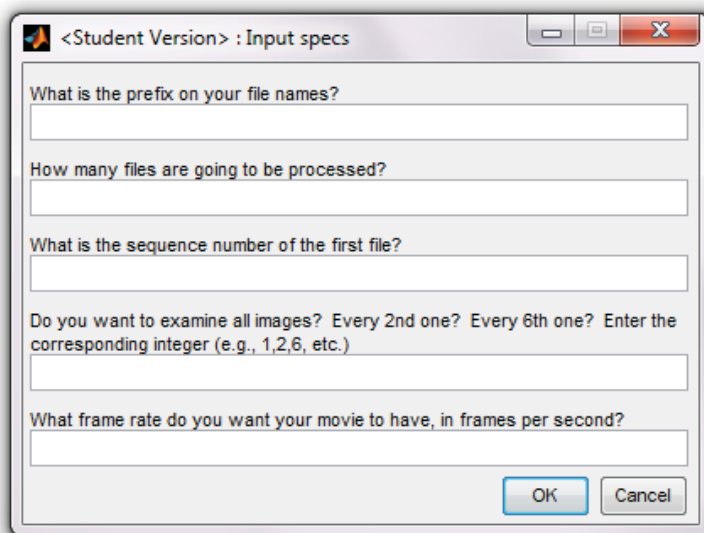 <Student Version> : Input specs
What is the prefix on your file names?
How many files are going to be processed?
What is the sequence number of the first file?
Do you want to examine all images?  Every 2nd one?  Every 6th one?  Enter the
corresponding integer (e.g., 1,2,6, etc.)
What frame rate do you want your movie to have, in frames per second?
OK Cancel